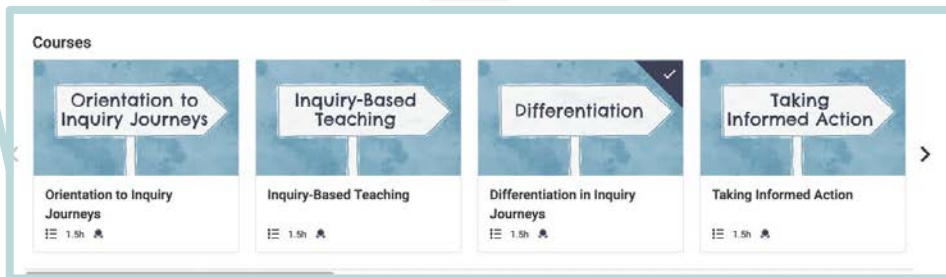 Courses
Orientation to
Inquiry Journeys
Inquiry-Based
Teaching
Differentiation
Taking
Informed Action
Orientation to Inquiry
Journeys
1.5h
Inquiry-Based Teaching
1.5h
Differentiation in Inquiry
Journeys
1.5h
Taking Informed Action
1.5h